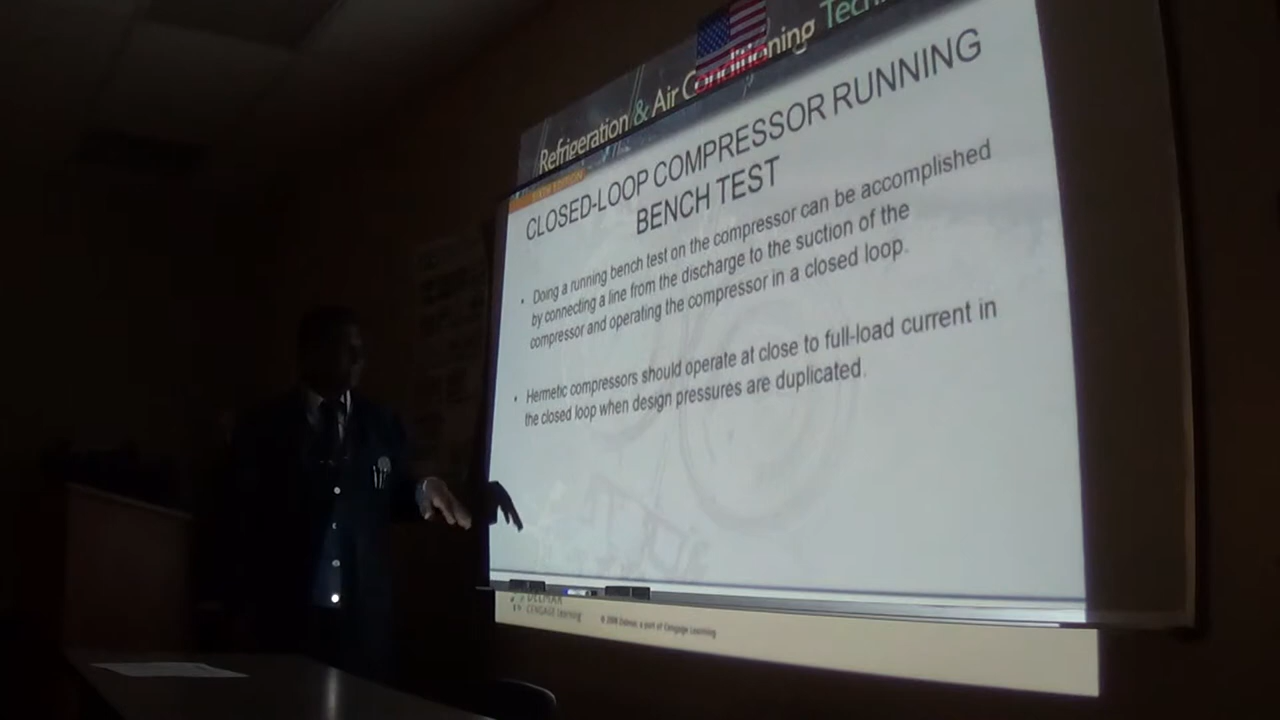 Refrigeration & Air Conditioning Tech
CLOSED-LOOP COMPRESSOR RUNNING
BENCH TEST
• Doing a running bench test on the compressor can be accomplished
by connecting a line from the discharge to the suction of the
compressor and operating the compressor in a closed loop.
• Hermetic compressors should operate at close to full-load current in
the closed loop when design pressures are duplicated.
DELMAR
CENGAGE Learning
© 2009 Delmar, a part of Cengage Learning